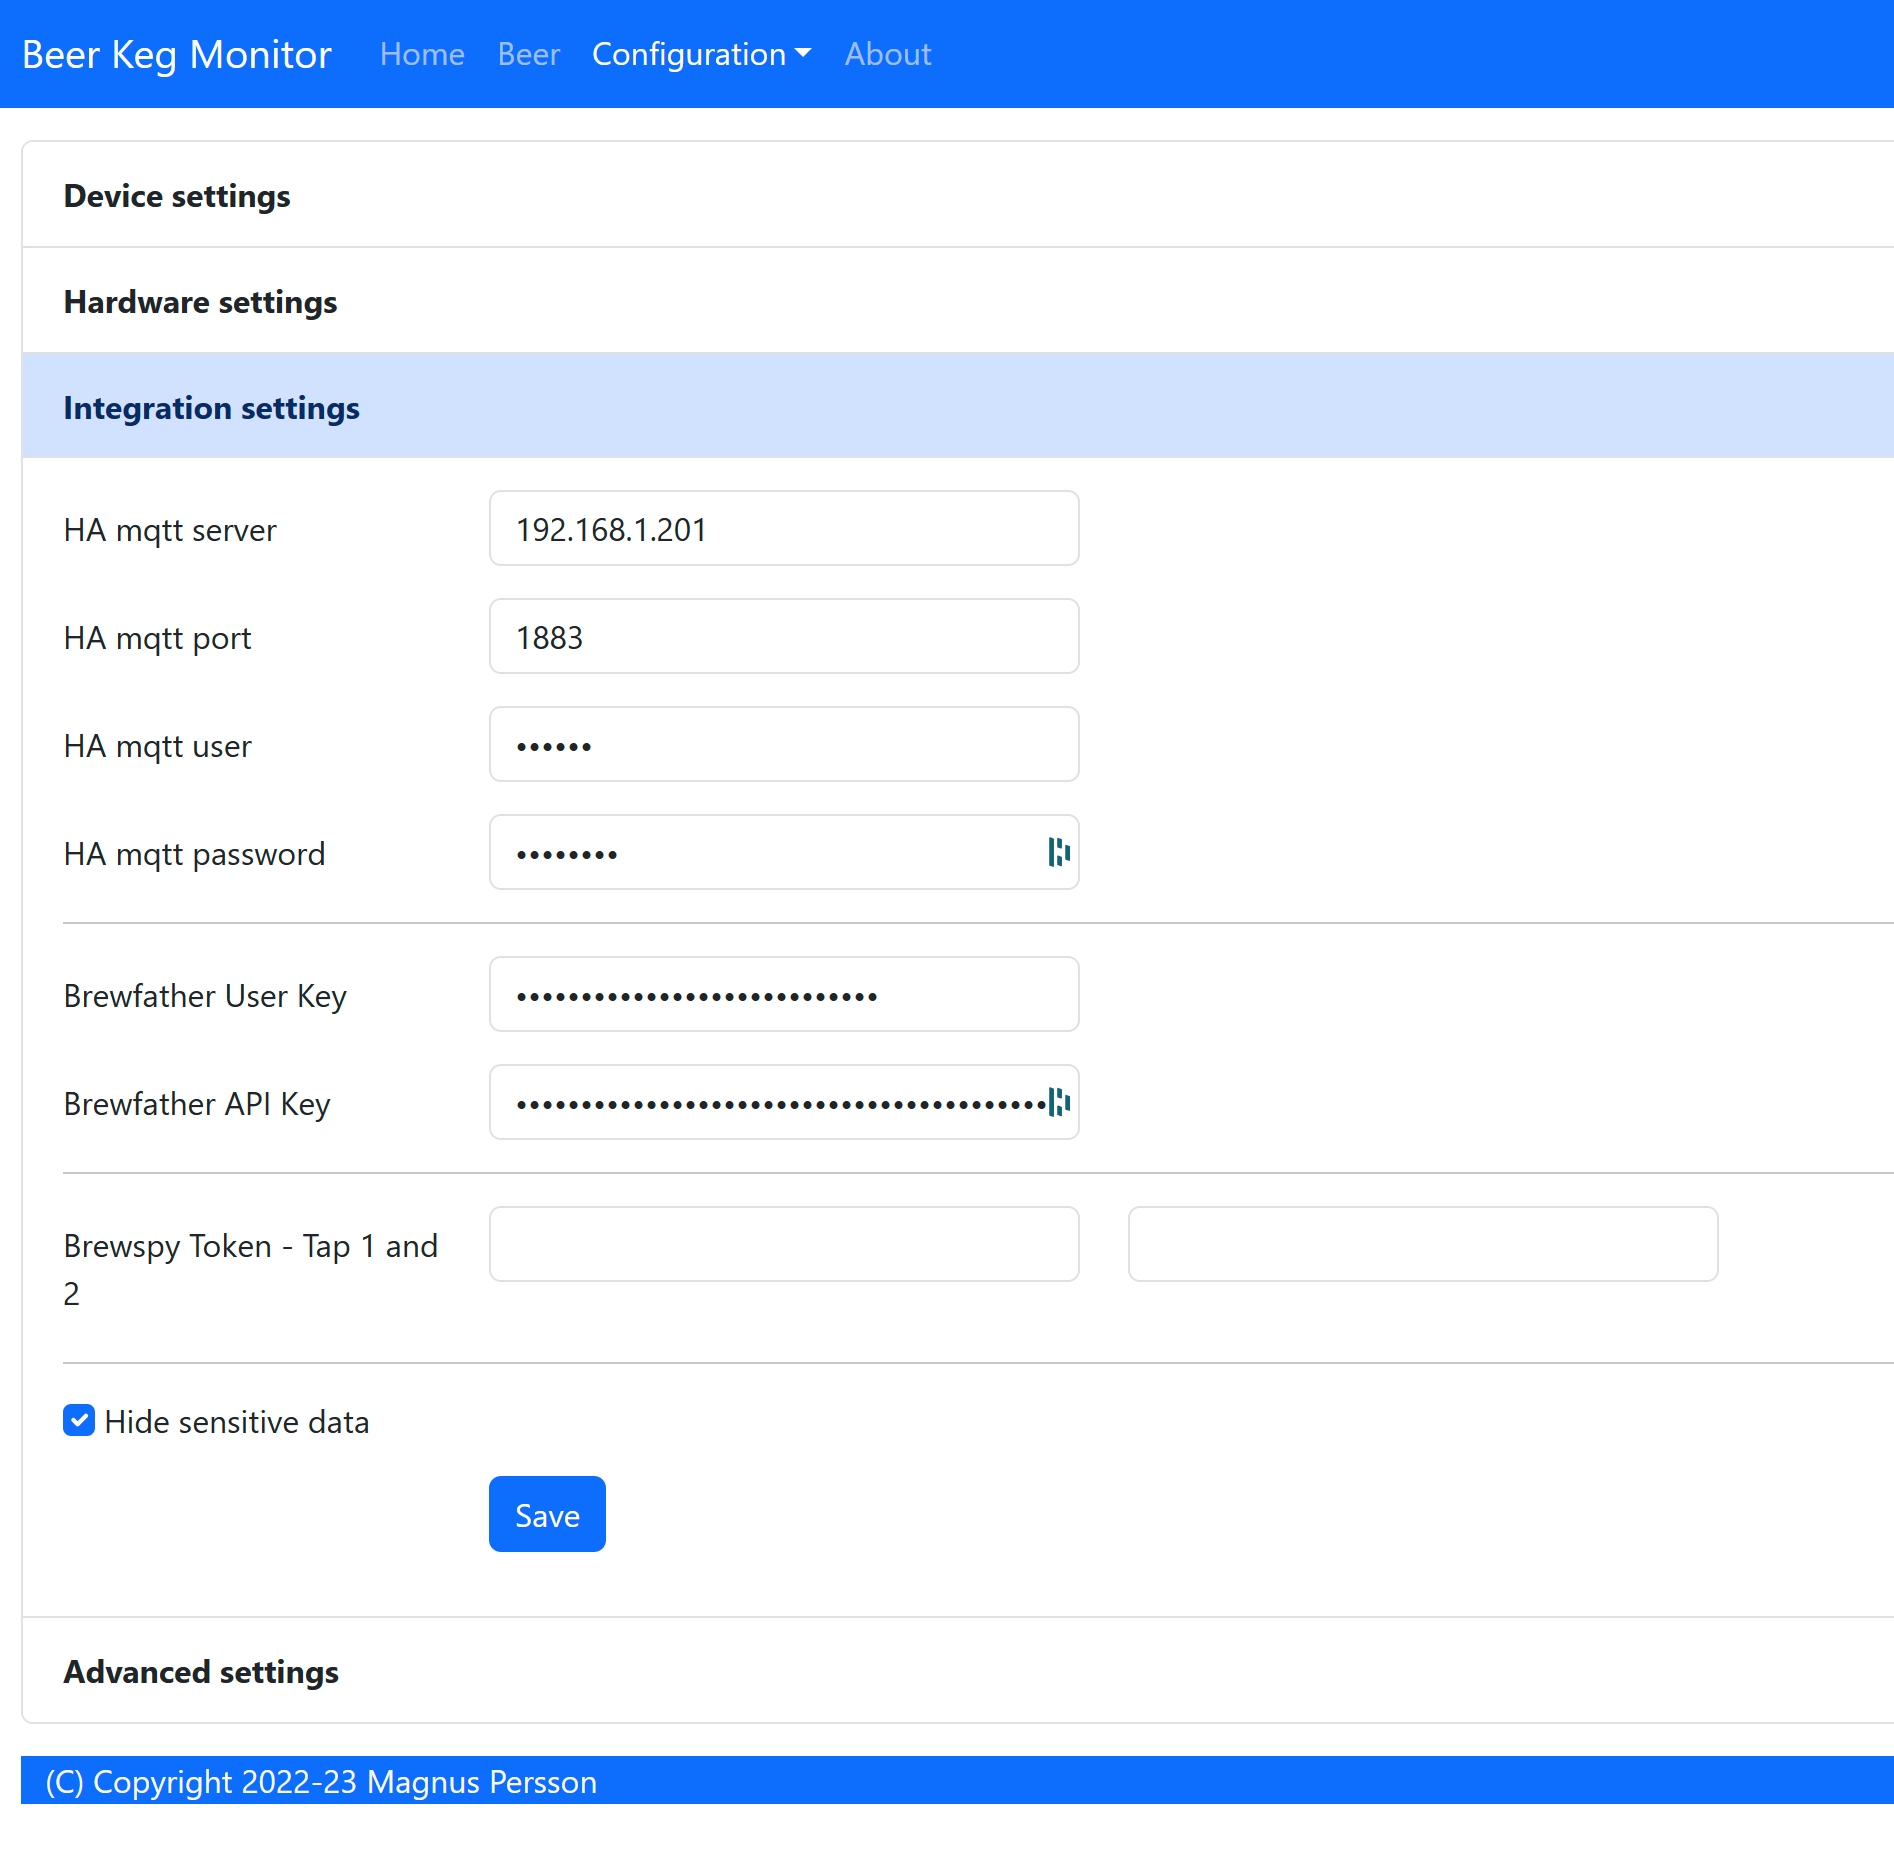 Beer Keg Monitor Home Beer Configuration About
Device settings
Hardware settings
Integration settings
HA mqtt server 192.168.1.201
HA mqtt port 1883
HA mqtt user ••••••
HA mqtt password ••••••••
Brewfather User Key ••••••••••••••••••••••••••••
Brewfather API Key •••••••••••••••••••••••••••••••••••••••••
Brewspy Token - Tap 1 and
2
Hide sensitive data
Save
Advanced settings
(C) Copyright 2022-23 Magnus Persson